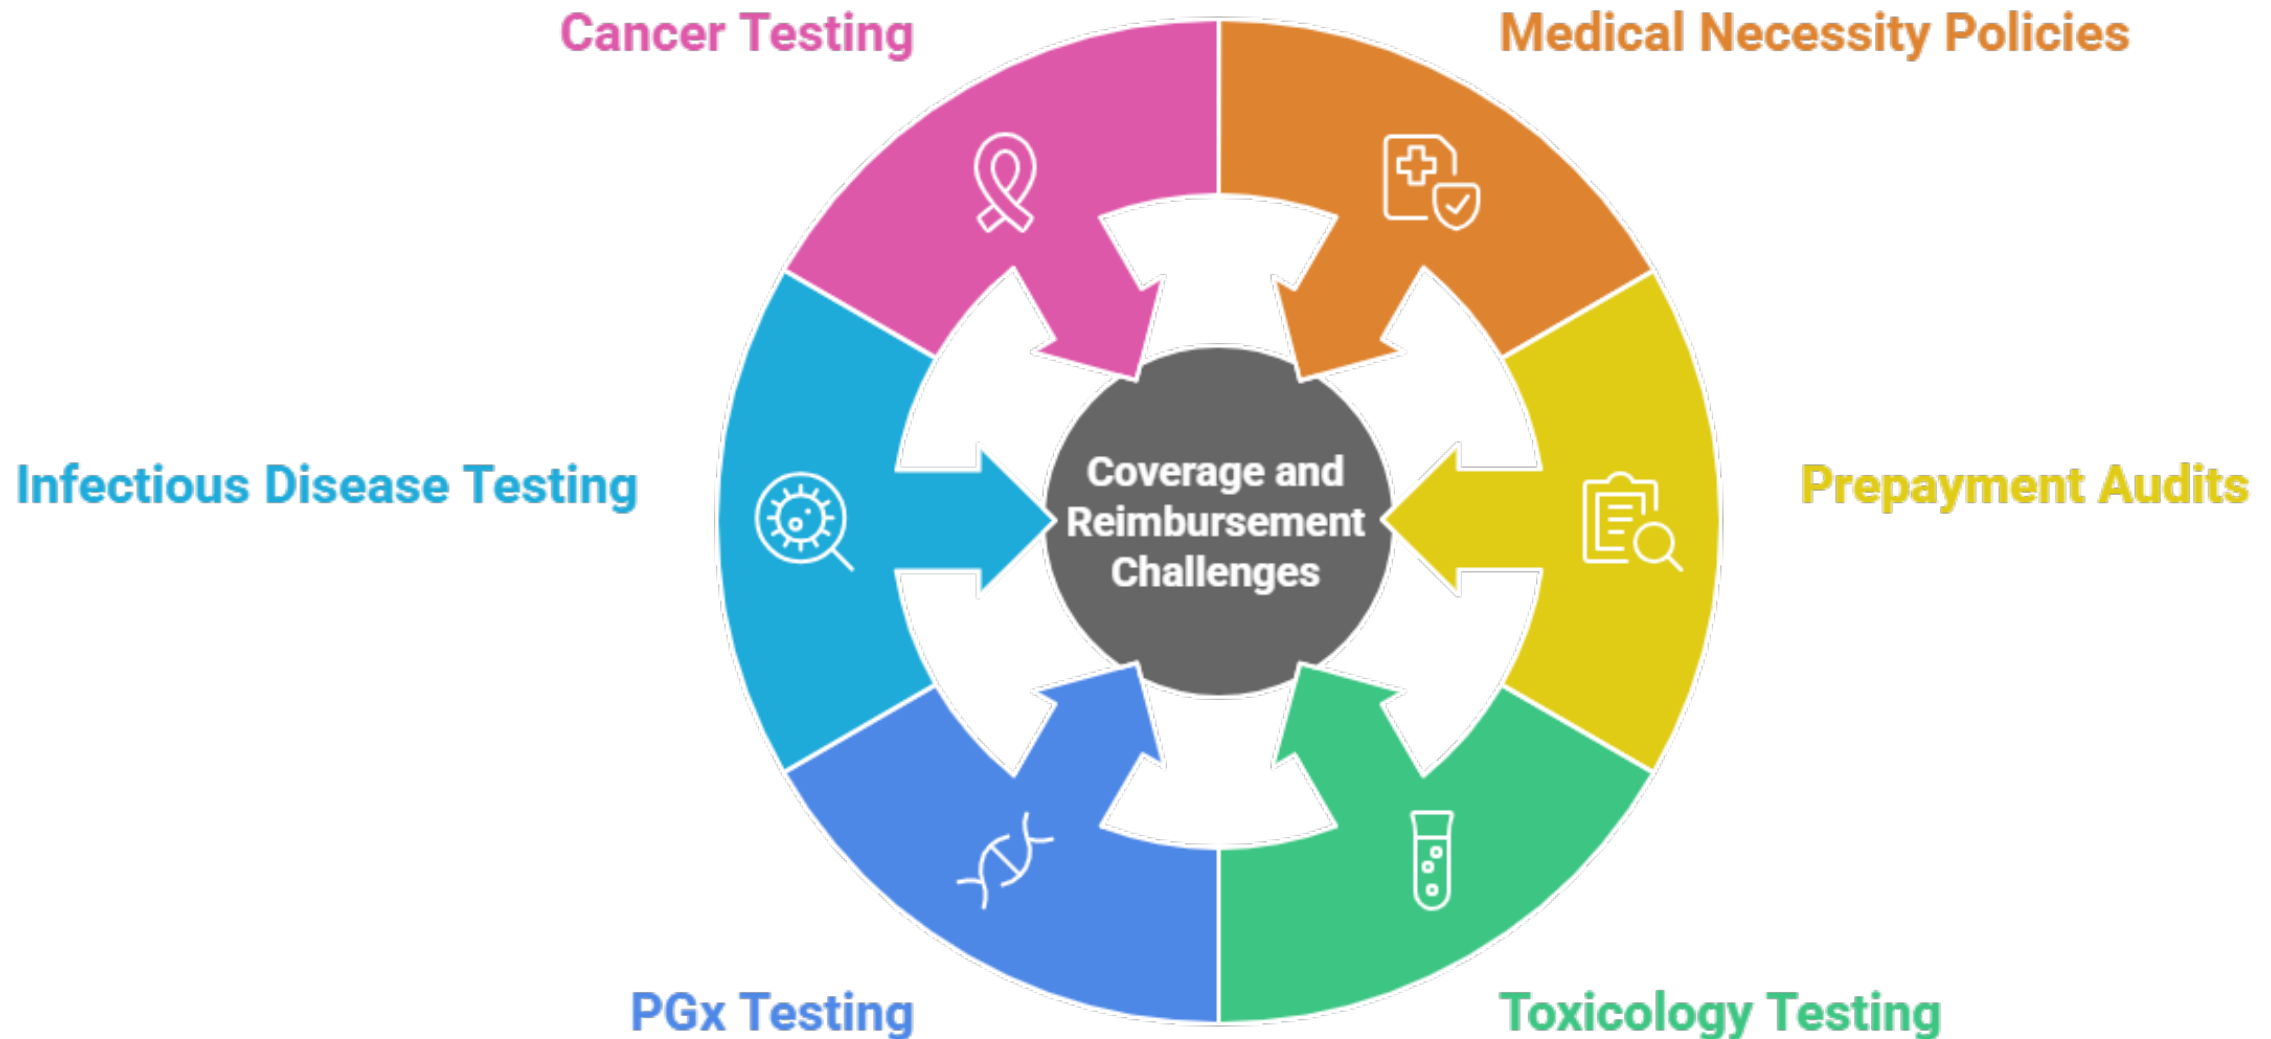 Cancer Testing
Medical Necessity Policies
Infectious Disease Testing
Coverage and
Reimbursement
Challenges
Prepayment Audits
PGx Testing
Toxicology Testing